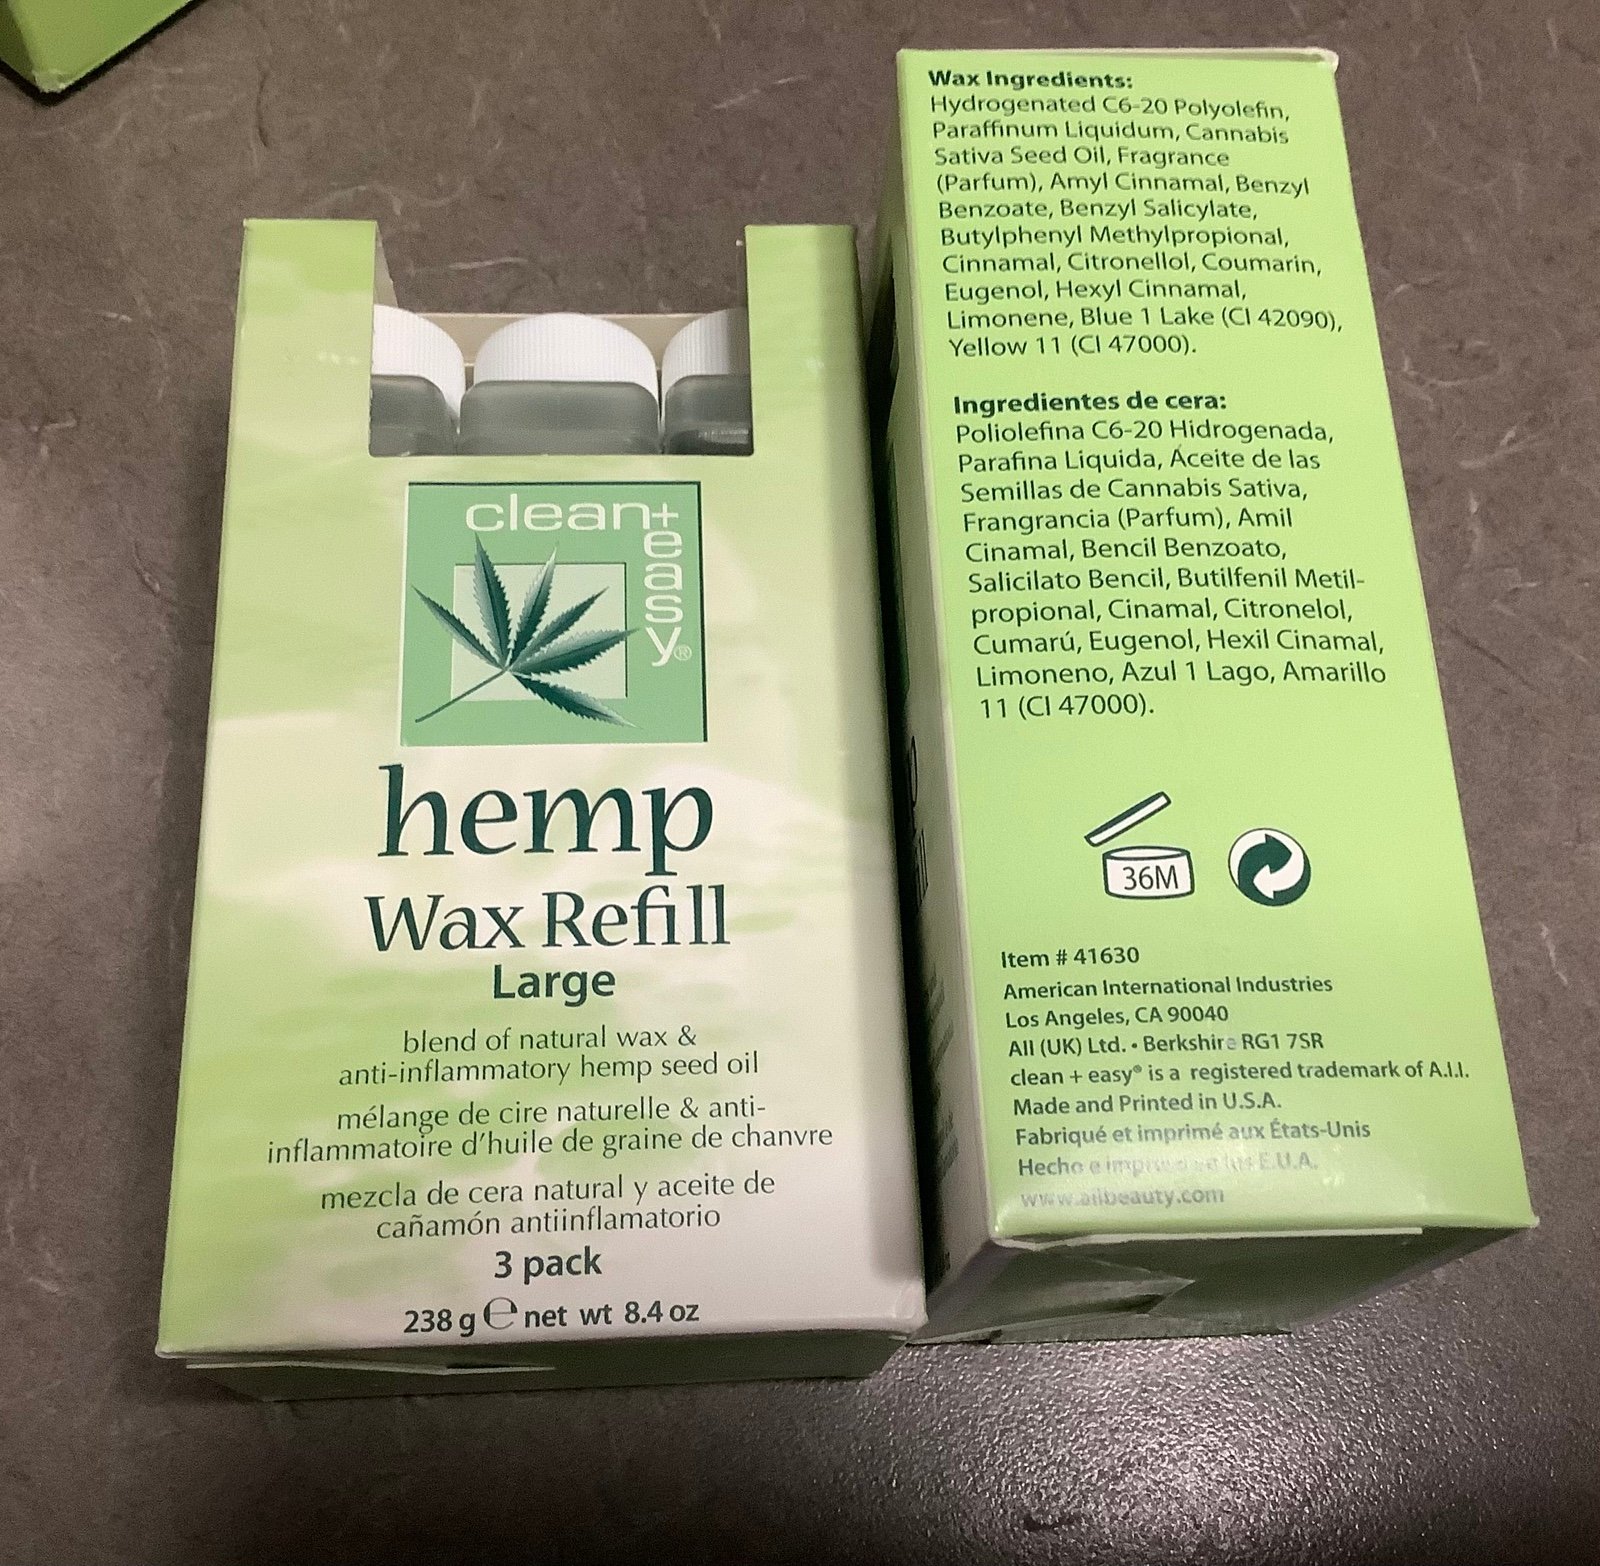 clean+
easy®
hemp
Wax Refill
Large
blend of natural wax &
anti-inflammatory hemp seed oil
mélange de cire naturelle & anti-
inflammatoire d'huile de graine de chanvre
mezcla de cera natural y aceite de
cañamón antiinflamatorio
3 pack
238 g ℮ net wt 8.4 oz
Wax Ingredients:
Hydrogenated C6-20 Polyolefin,
Paraffinum Liquidum, Cannabis
Sativa Seed Oil, Fragrance
(Parfum), Amyl Cinnamal, Benzyl
Benzoate, Benzyl Salicylate,
Butylphenyl Methylpropional,
Cinnamal, Citronellol, Coumarin,
Eugenol, Hexyl Cinnamal,
Limonene, Blue 1 Lake (CI 42090),
Yellow 11 (CI 47000).
Ingredientes de cera:
Poliolefina C6-20 Hidrogenada,
Parafina Liquida, Aceite de las
Semillas de Cannabis Sativa,
Frangrancia (Parfum), Amil
Cinamal, Bencil Benzoato,
Salicilato Bencil, Butilfenil Metil-
propional, Cinamal, Citronelol,
Cumarú, Eugenol, Hexil Cinamal,
Limoneno, Azul 1 Lago, Amarillo
11 (CI 47000).
36M
Item # 41630
American International Industries
Los Angeles, CA 90040
AII (UK) Ltd. • Berkshire RG1 7SR
clean + easy® is a registered trademark of A.I.I.
Made and Printed in U.S.A.
Fabriqué et imprimé aux États-Unis
Hecho e E.U.A.
www.aiibeauty.com